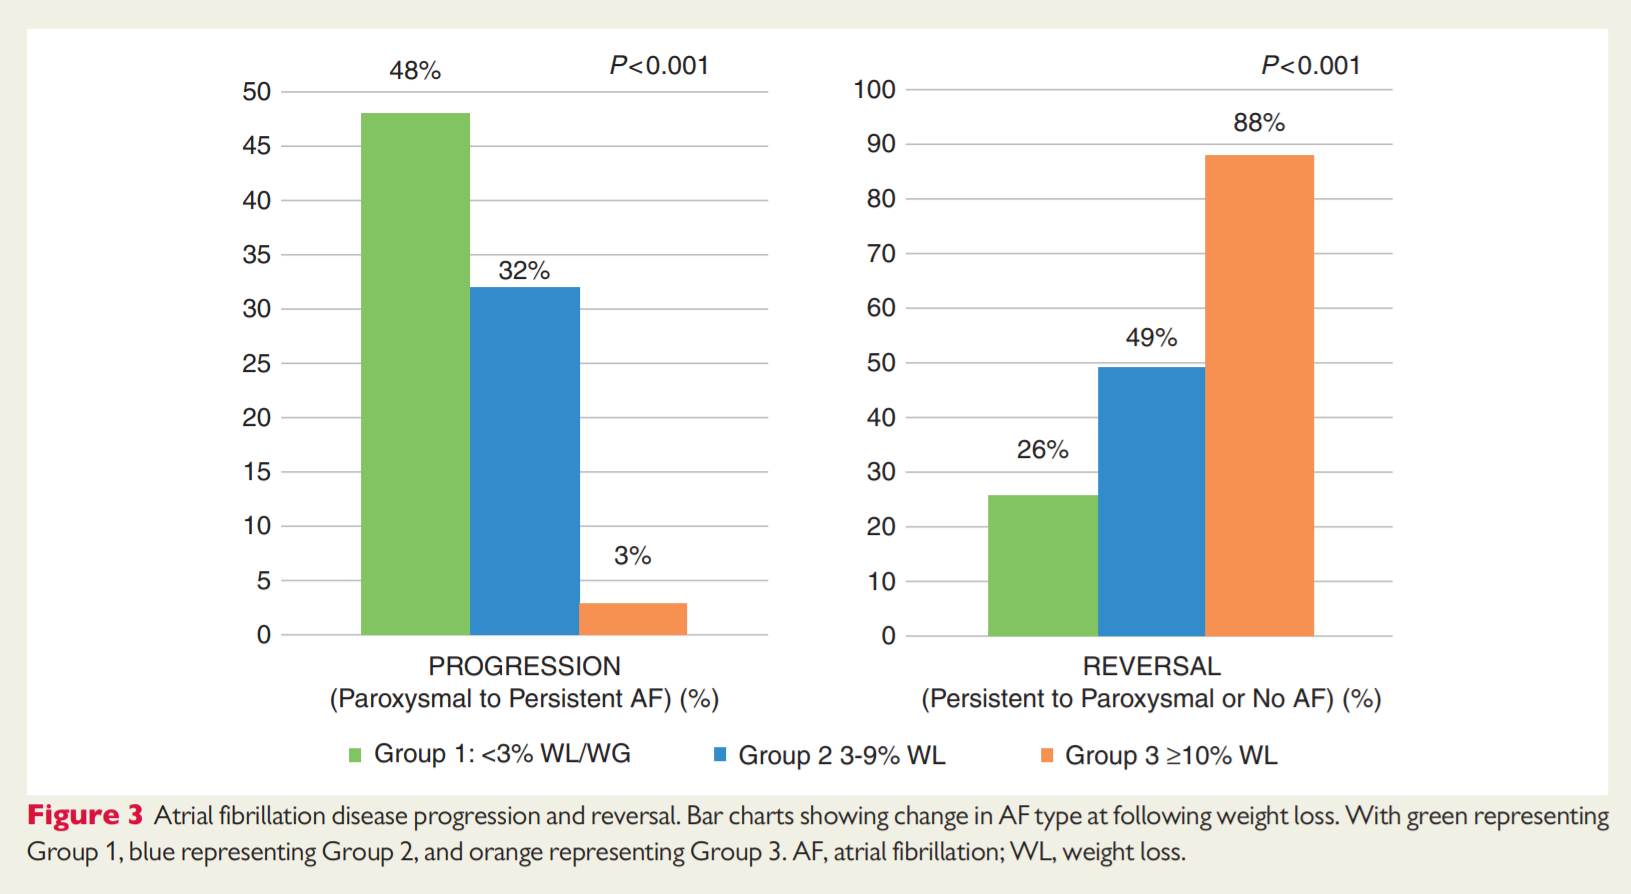 48%
P<0.001
50
45
40
35
32%
30
25
20
15
10
3%
5
0
PROGRESSION
(Paroxysmal to Persistent AF) (%)
P<0.001
100
88%
90
80
70
60
49%
50
40
26%
30
20
10
0
REVERSAL
(Persistent to Paroxysmal or No AF) (%)
Group 1: <3% WL/WG
Group 2 3-9% WL
Group 3 ≥10% WL
Figure 3 Atrial fibrillation disease progression and reversal. Bar charts showing change in AF type at following weight loss. With green representing
Group 1, blue representing Group 2, and orange representing Group 3. AF, atrial fibrillation; WL, weight loss.